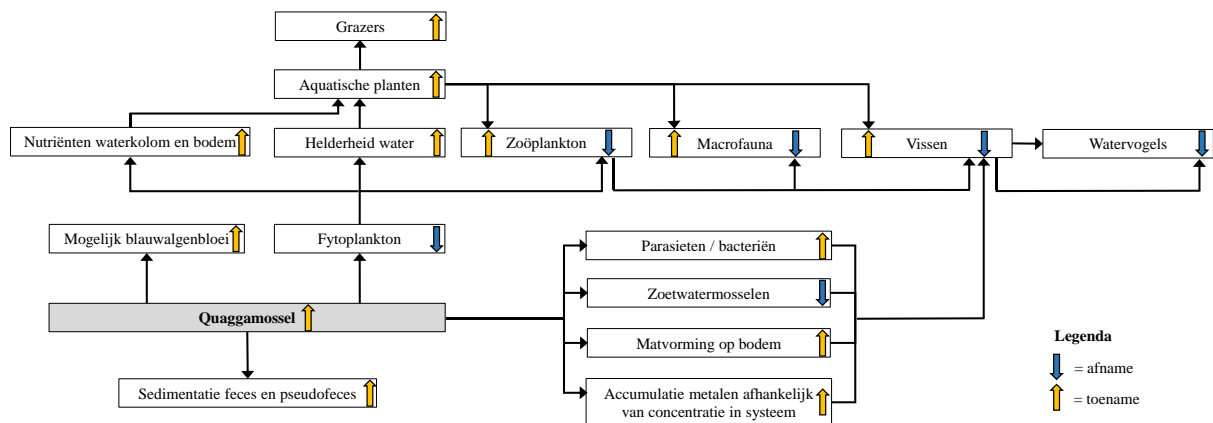 Grazers
Aquatische planten
Nutriënten waterkolom en bodem
Helderheid water
Zoöplankton
Macrofauna
Vissen
Watervogels
Mogelijk blauwalgenbloei
Fytoplankton
Parasieten / bacteriën
Zoetwatermosselen
Quaggamossel
Matvorming op bodem
Legenda
= afname
= toename
Sedimentatie feces en pseudofeces
Accumulatie metalen afhankelijk
van concentratie in systeem